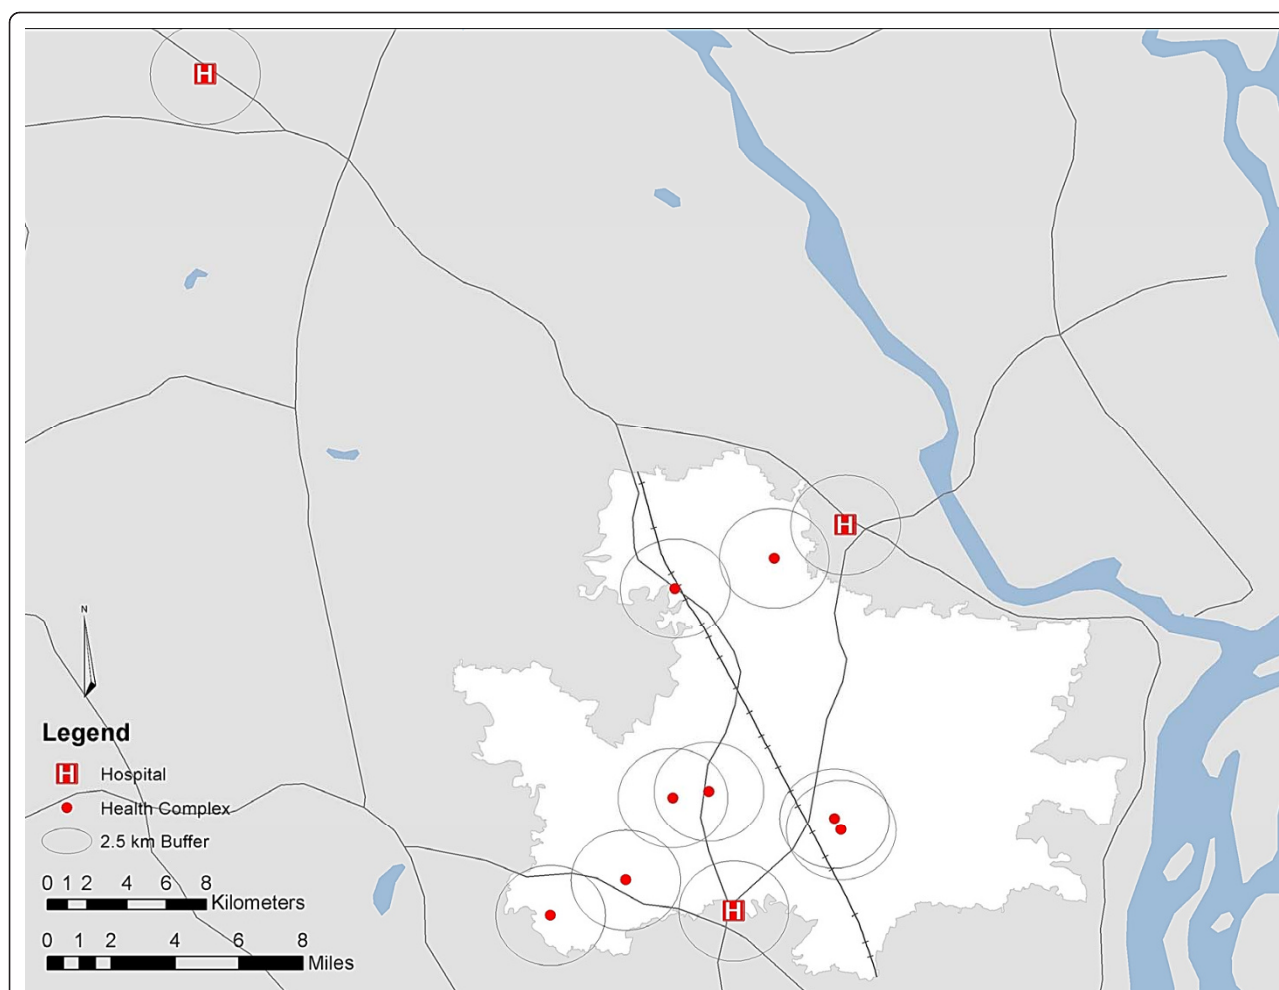 H
H
N
Legend
H Hospital
Health Complex
2.5 km Buffer
0 1 2 4 6 8
Kilometers
0 1 2 4 6 8
Miles
H